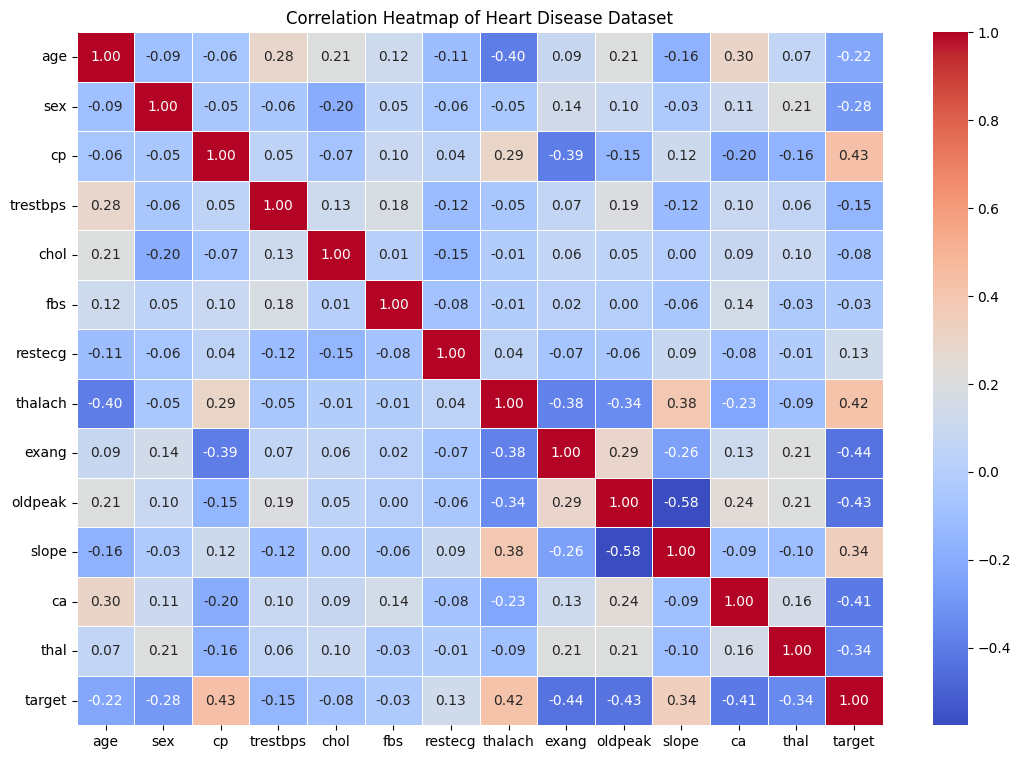 Correlation Heatmap of Heart Disease Dataset
age 1.00 -0.09 -0.06 0.28 0.21 0.12 -0.11 -0.40 0.09 0.21 -0.16 0.30 0.07 -0.22
sex -0.09 1.00 -0.05 -0.06 -0.20 0.05 -0.06 -0.05 0.14 0.10 -0.03 0.11 0.21 -0.28
cp -0.06 -0.05 1.00 0.05 -0.07 0.10 0.04 0.29 -0.39 -0.15 0.12 -0.20 -0.16 0.43
trestbps 0.28 -0.06 0.05 1.00 0.13 0.18 -0.12 -0.05 0.07 0.19 -0.12 0.10 0.06 -0.15
chol 0.21 -0.20 -0.07 0.13 1.00 0.01 -0.15 -0.01 0.06 0.05 0.00 0.09 0.10 -0.08
fbs 0.12 0.05 0.10 0.18 0.01 1.00 -0.08 -0.01 0.02 0.00 -0.06 0.14 -0.03 -0.03
restecg -0.11 -0.06 0.04 -0.12 -0.15 -0.08 1.00 0.04 -0.07 -0.06 0.09 -0.08 -0.01 0.13
thalach -0.40 -0.05 0.29 -0.05 -0.01 -0.01 0.04 1.00 -0.38 -0.34 0.38 -0.23 -0.09 0.42
exang 0.09 0.14 -0.39 0.07 0.06 0.02 -0.07 -0.38 1.00 0.29 -0.26 0.13 0.21 -0.44
oldpeak 0.21 0.10 -0.15 0.19 0.05 0.00 -0.06 -0.34 0.29 1.00 -0.58 0.24 0.21 -0.43
slope -0.16 -0.03 0.12 -0.12 0.00 -0.06 0.09 0.38 -0.26 -0.58 1.00 -0.09 -0.10 0.34
ca 0.30 0.11 -0.20 0.10 0.09 0.14 -0.08 -0.23 0.13 0.24 -0.09 1.00 0.16 -0.41
thal 0.07 0.21 -0.16 0.06 0.10 -0.03 -0.01 -0.09 0.21 0.21 -0.10 0.16 1.00 -0.34
target -0.22 -0.28 0.43 -0.15 -0.08 -0.03 0.13 0.42 -0.44 -0.43 0.34 -0.41 -0.34 1.00
age sex cp trestbps chol fbs restecg thalach exang oldpeak slope ca thal target
1.0
0.8
0.6
0.4
0.2
0.0
−0.2
−0.4